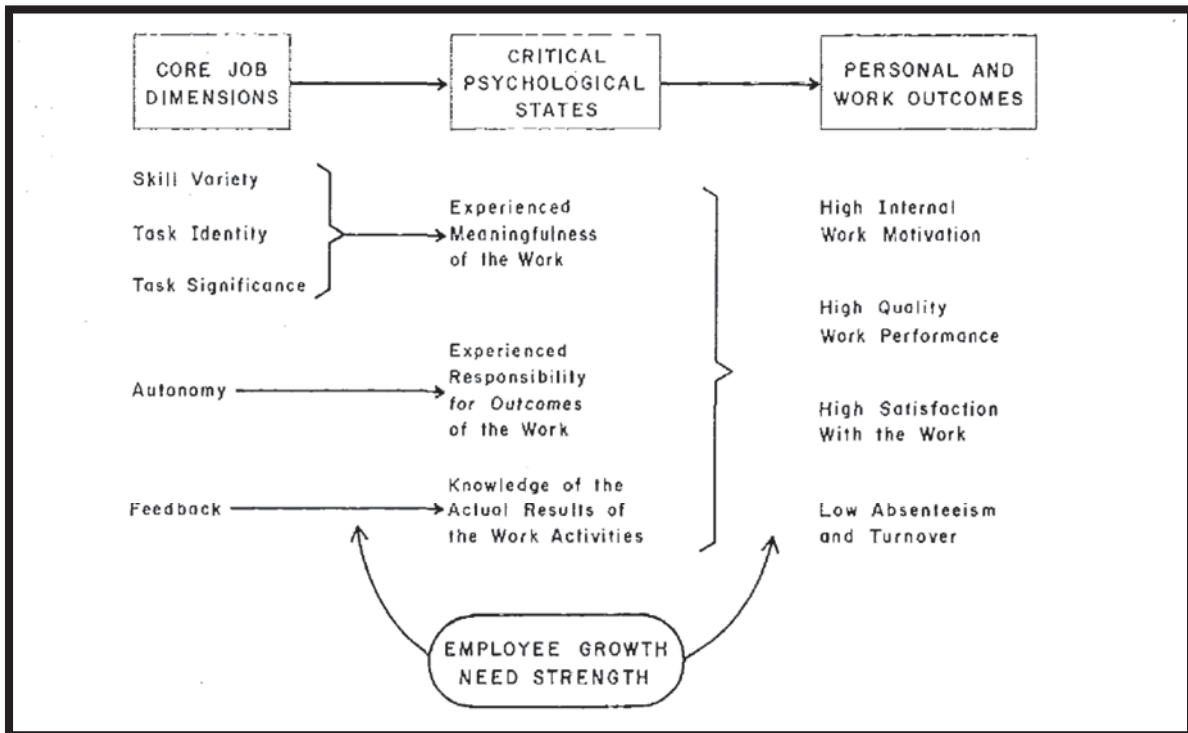 CORE JOB
DIMENSIONS
CRITICAL
PSYCHOLOGICAL
STATES
PERSONAL AND
WORK OUTCOMES
Skill Variety
Task Identity
Task Significance
Experienced
Meaningfulness
of the Work
High Internal
Work Motivation
High Quality
Work Performance
Autonomy
Experienced
Responsibility
for Outcomes
of the Work
High Satisfaction
With the Work
Feedback
Knowledge of the
Actual Results of
the Work Activities
Low Absenteeism
and Turnover
EMPLOYEE GROWTH
NEED STRENGTH